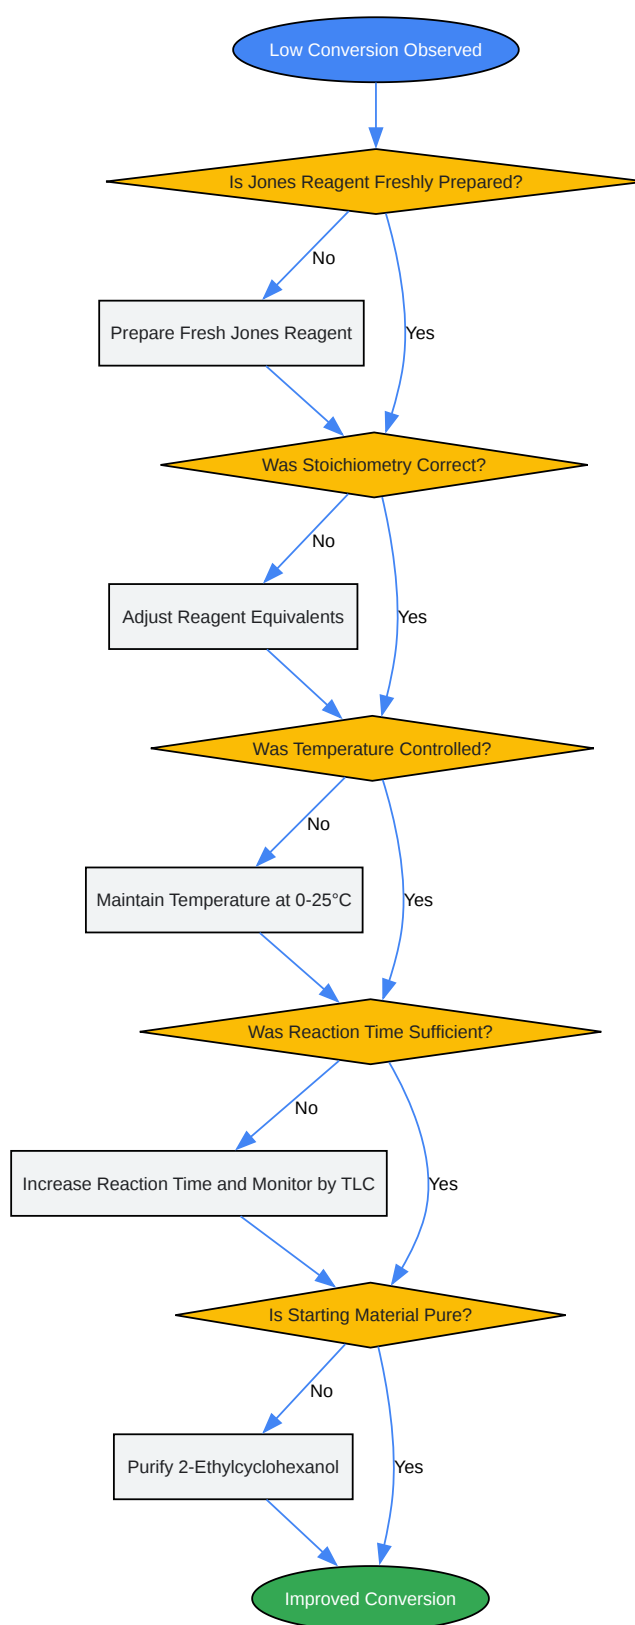 Low Conversion Observed
Is Jones Reagent Freshly Prepared?
No
Prepare Fresh Jones Reagent
Yes
Was Stoichiometry Correct?
No
Adjust Reagent Equivalents
Yes
Was Temperature Controlled?
No
Maintain Temperature at 0-25°C
Yes
Was Reaction Time Sufficient?
No
Increase Reaction Time and Monitor by TLC
Yes
Is Starting Material Pure?
No
Purify 2-Ethylcyclohexanol
Yes
Improved Conversion